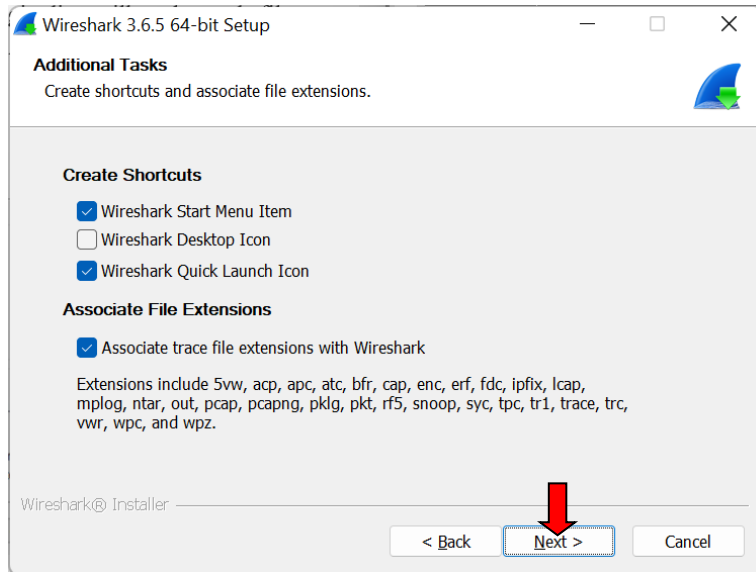 Wireshark 3.6.5 64-bit Setup
Additional Tasks
Create shortcuts and associate file extensions.
Create Shortcuts
Wireshark Start Menu Item
Wireshark Desktop Icon
Wireshark Quick Launch Icon
Associate File Extensions
Associate trace file extensions with Wireshark
Extensions include 5vw, acp, apc, atc, bfr, cap, enc, erf, fdc, ipfix, lcap,
mplog, ntar, out, pcap, pcapng, pklg, pkt, rf5, snoop, syc, tpc, tr1, trace, trc,
vwr, wpc, and wpz.
Wireshark® Installer
< Back Next > Cancel